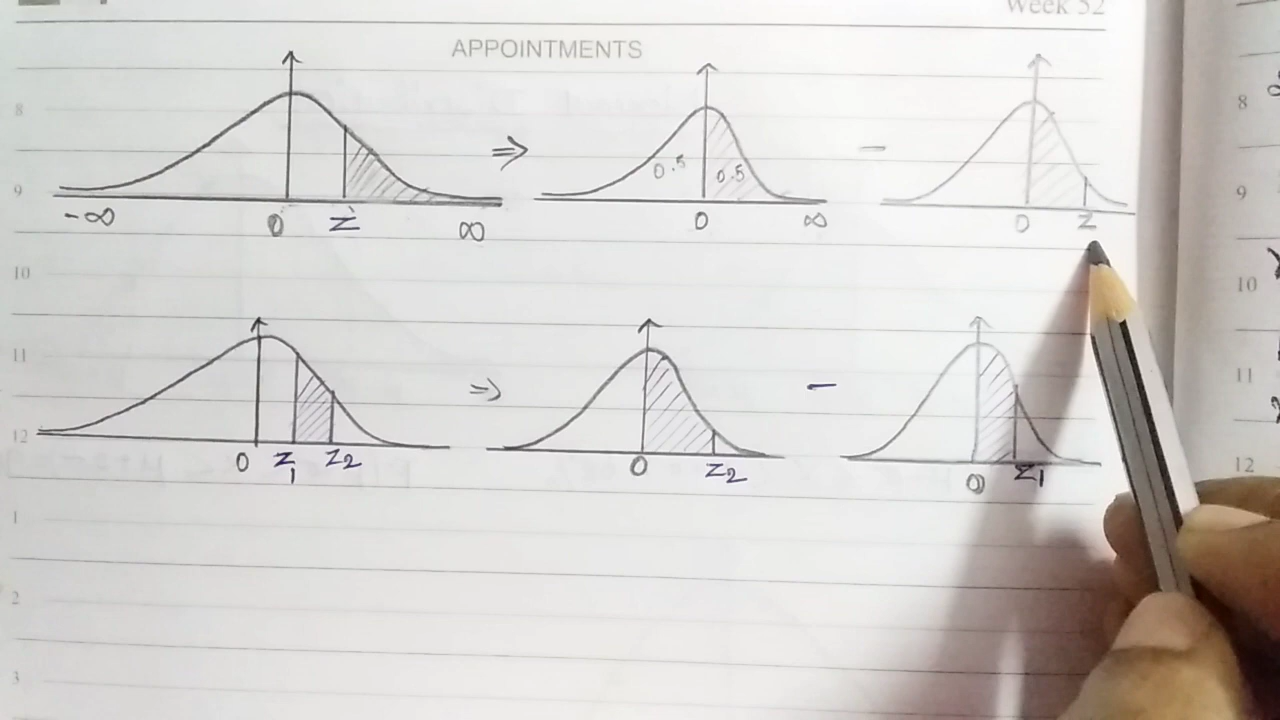 Week 52
APPOINTMENTS
8
⇒
0.5 0.5
−
8
9
-∞ 0 Z ∞
0 ∞
0 Z
9
10
10
11
⇒
−
11
12
0 Z1 Z2
0 Z2
0 Z1
12
1
2
3